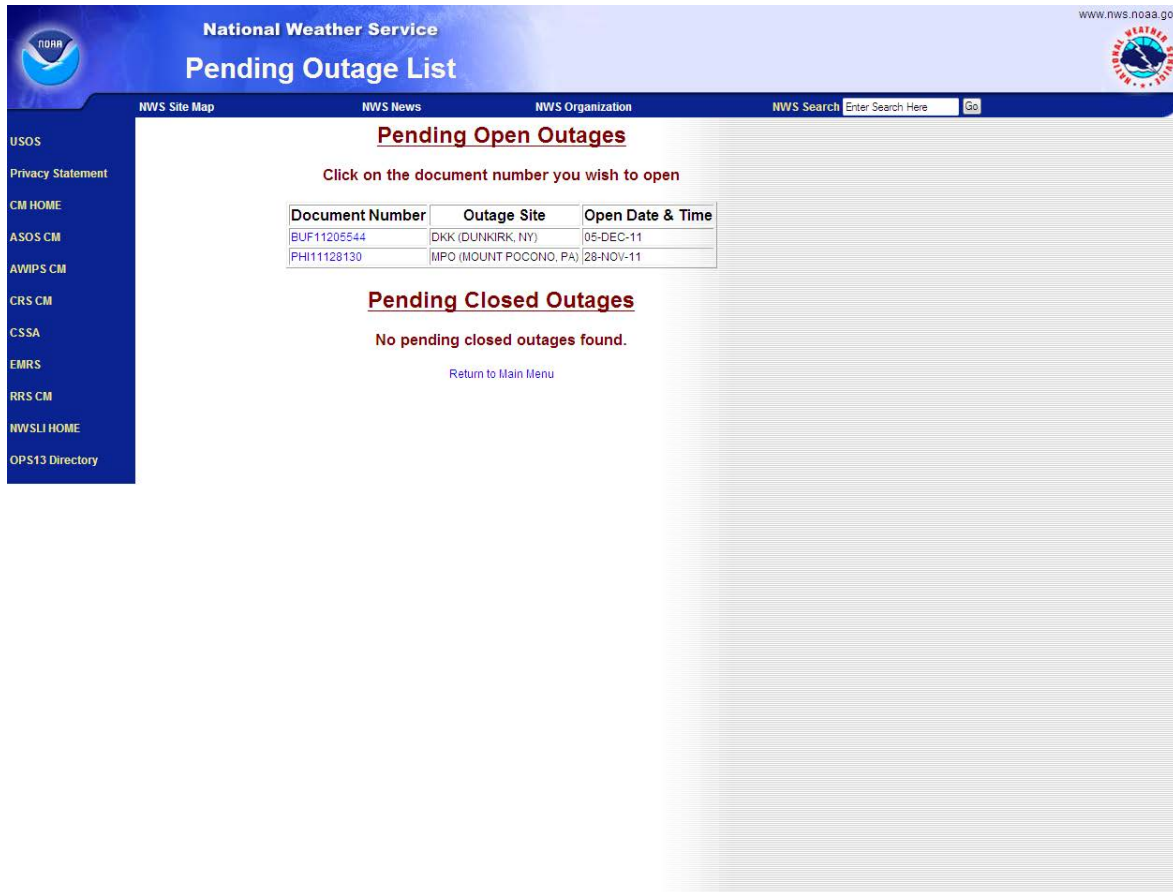 www.nws.noaa.go
NOAA
National Weather Service
Pending Outage List
NATIONAL WEATHER SERVICE
NWS Site Map NWS News NWS Organization NWS Search Enter Search Here Go
USOS
Privacy Statement
CM HOME
ASOS CM
AWIPS CM
CRS CM
CSSA
EMRS
RRS CM
NWSLI HOME
OPS13 Directory
Pending Open Outages
Click on the document number you wish to open
Document Number Outage Site Open Date & Time
BUF11205544 DKK (DUNKIRK, NY) 05-DEC-11
PHI11128130 MPO (MOUNT POCONO, PA) 28-NOV-11
Pending Closed Outages
No pending closed outages found.
Return to Main Menu